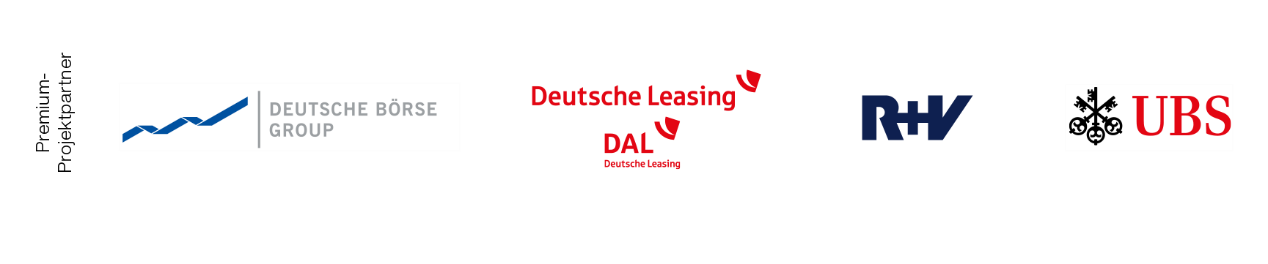 Premium-
Projektpartner
DEUTSCHE BÖRSE
GROUP
Deutsche Leasing
DAL
Deutsche Leasing
R+V
UBS